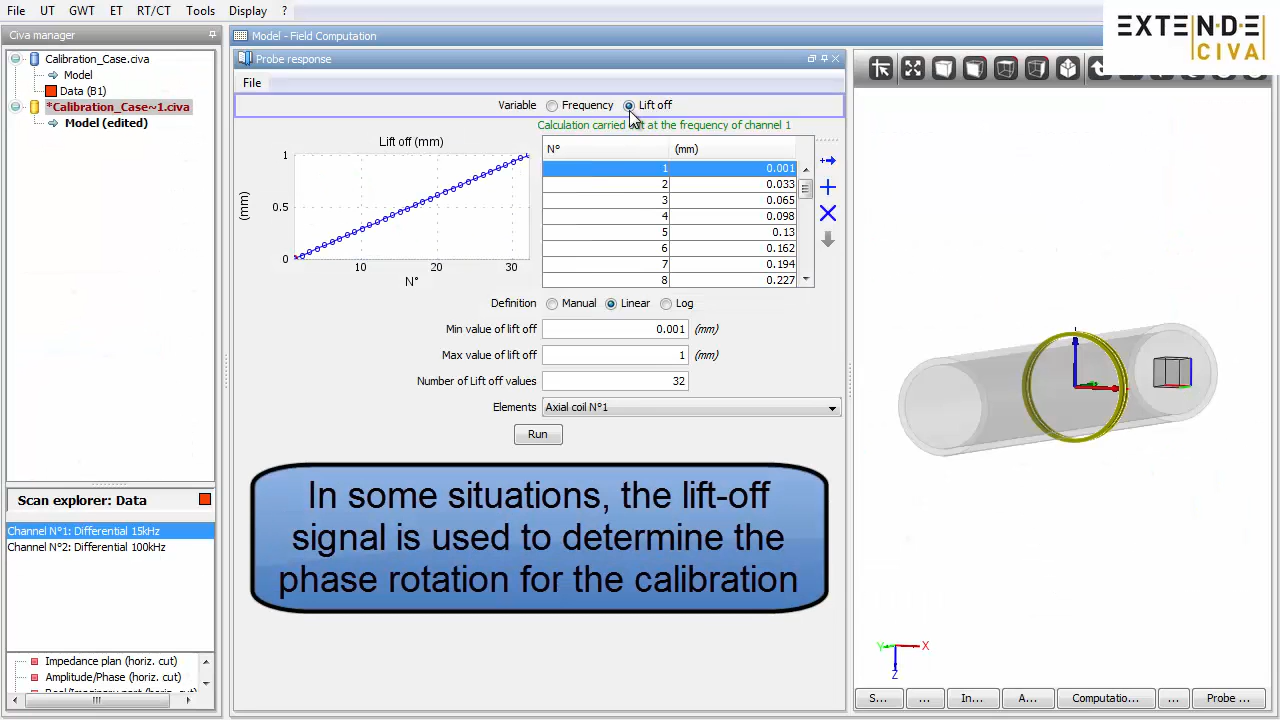 File UT GWT ET RT/CT Tools Display ?
EXTENDE
CIVA
Civa manager
Calibration_Case.civa
Model
Data (B1)
*Calibration_Case~1.civa
Model (edited)
Model - Field Computation
Probe response
File
Variable Frequency Lift off
Calculation carried at the frequency of channel 1
Lift off (mm)
1
0.5
0
(mm)
10 20 30
N°
N° (mm)
1 0.001
2 0.033
3 0.065
4 0.098
5 0.13
6 0.162
7 0.194
8 0.227
Definition Manual Linear Log
Min value of lift off 0.001 (mm)
Max value of lift off 1 (mm)
Number of Lift off values 32
Elements Axial coil N°1
Run
In some situations, the lift-off
signal is used to determine the
phase rotation for the calibration
Scan explorer: Data
Channel N°1: Differential 15kHz
Channel N°2: Differential 100kHz
Impedance plan (horiz. cut)
Amplitude/Phase (horiz. cut)
Y X
Z
S... ... In... A... Computatio... ... Probe ...